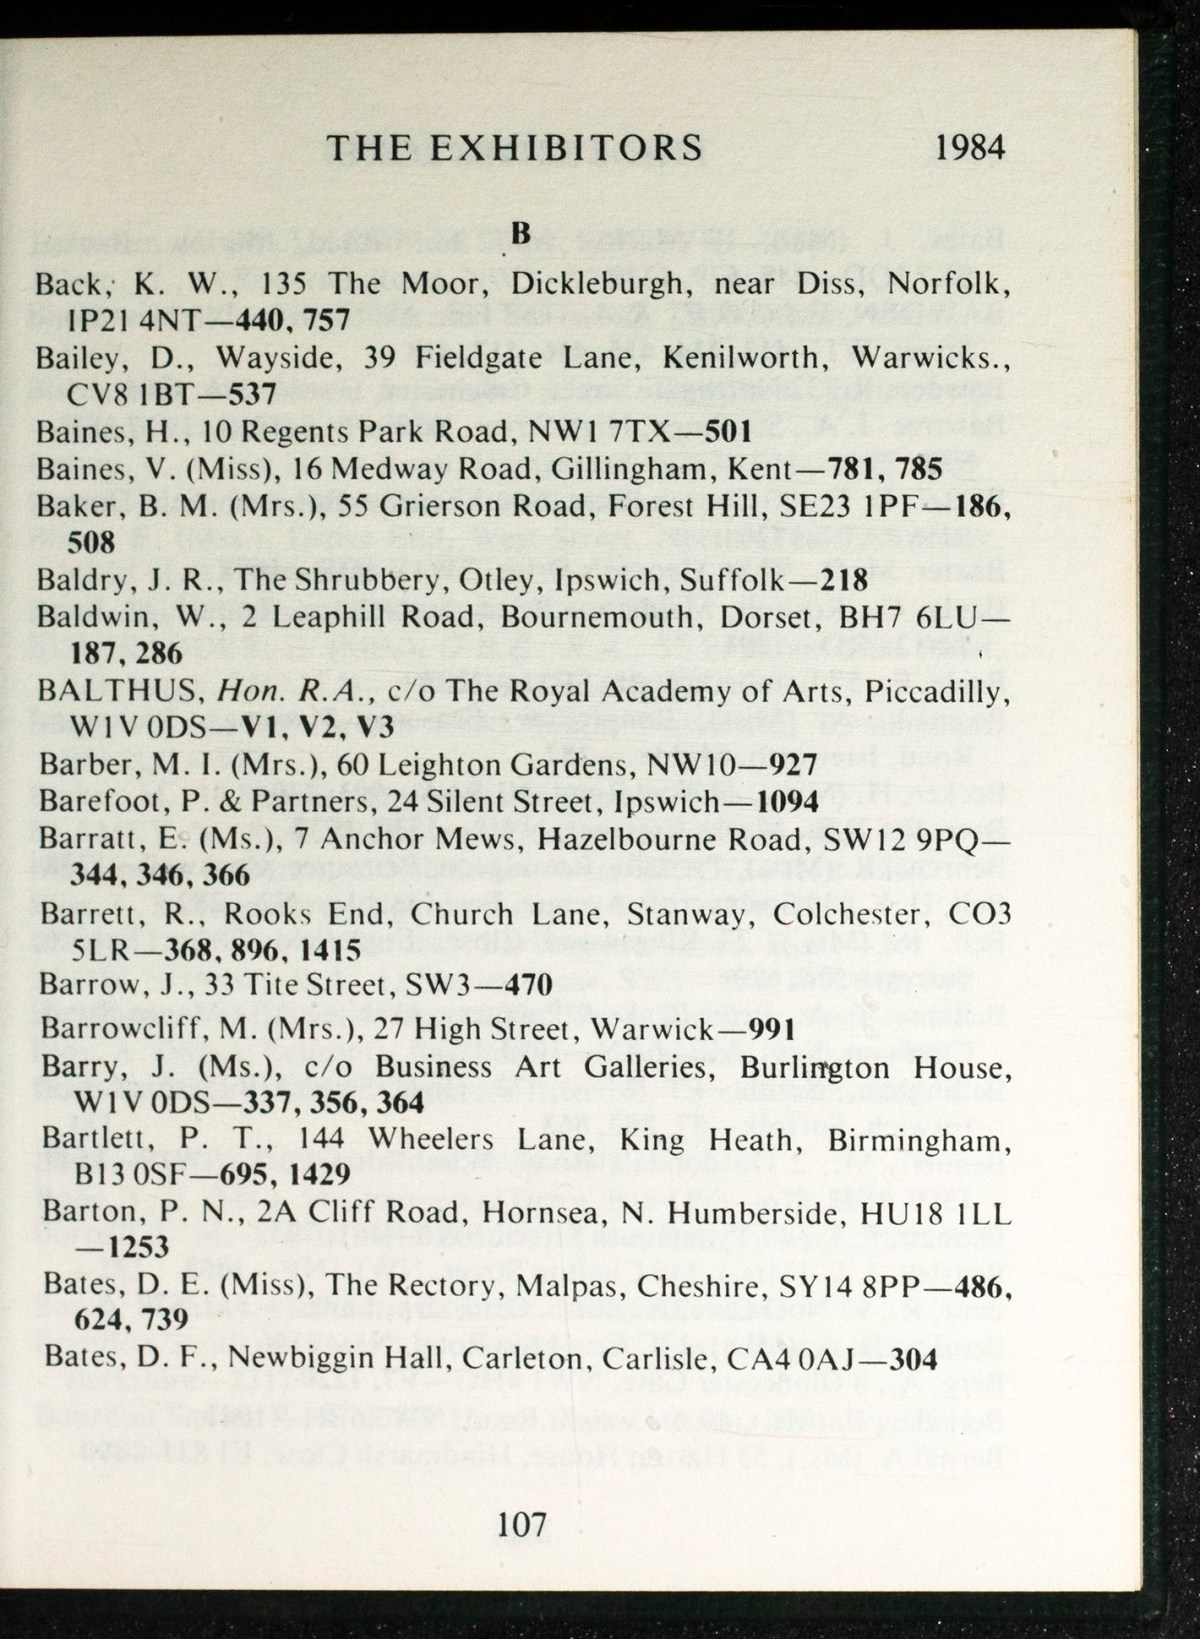 THE EXHIBITORS 1984
B
Back, K. W., 135 The Moor, Dickleburgh, near Diss, Norfolk,
IP21 4NT—440, 757
Bailey, D., Wayside, 39 Fieldgate Lane, Kenilworth, Warwicks.,
CV8 1BT—537
Baines, H., 10 Regents Park Road, NW1 7TX—501
Baines, V. (Miss), 16 Medway Road, Gillingham, Kent—781, 785
Baker, B. M. (Mrs.), 55 Grierson Road, Forest Hill, SE23 1PF—186,
508
Baldry, J. R., The Shrubbery, Otley, Ipswich, Suffolk—218
Baldwin, W., 2 Leaphill Road, Bournemouth, Dorset, BH7 6LU—
187, 286
BALTHUS, Hon. R.A., c/o The Royal Academy of Arts, Piccadilly,
W1V 0DS—V1, V2, V3
Barber, M. I. (Mrs.), 60 Leighton Gardens, NW10—927
Barefoot, P. & Partners, 24 Silent Street, Ipswich—1094
Barratt, E. (Ms.), 7 Anchor Mews, Hazelbourne Road, SW12 9PQ—
344, 346, 366
Barrett, R., Rooks End, Church Lane, Stanway, Colchester, CO3
5LR—368, 896, 1415
Barrow, J., 33 Tite Street, SW3—470
Barrowcliff, M. (Mrs.), 27 High Street, Warwick—991
Barry, J. (Ms.), c/o Business Art Galleries, Burlington House,
W1V 0DS—337, 356, 364
Bartlett, P. T., 144 Wheelers Lane, King Heath, Birmingham,
B13 0SF—695, 1429
Barton, P. N., 2A Cliff Road, Hornsea, N. Humberside, HU18 1LL
—1253
Bates, D. E. (Miss), The Rectory, Malpas, Cheshire, SY14 8PP—486,
624, 739
Bates, D. F., Newbiggin Hall, Carleton, Carlisle, CA4 0AJ—304
107